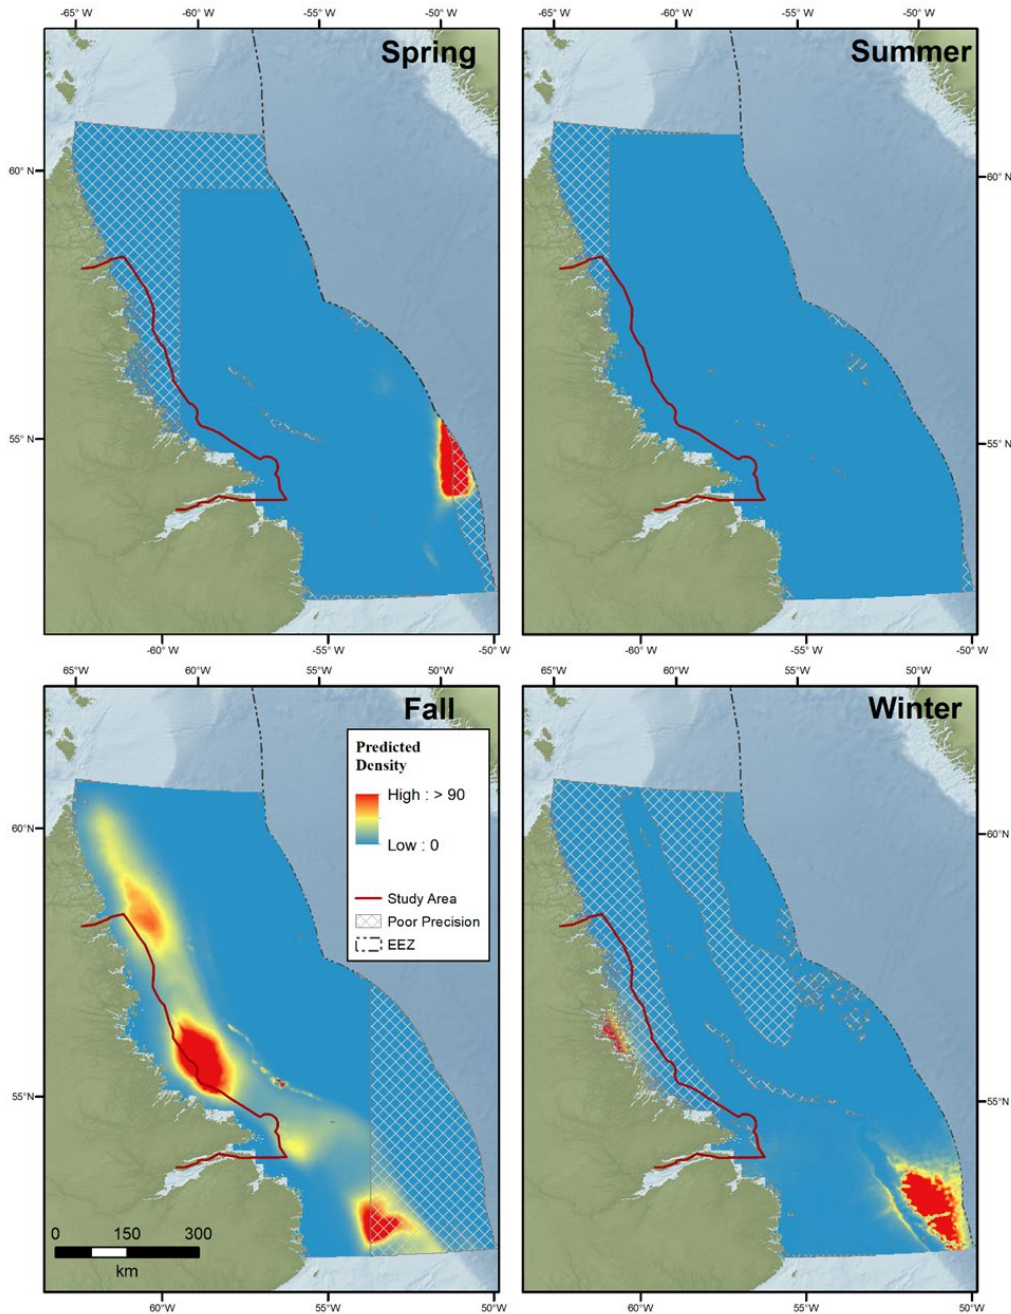 -65° W -60° W -55° W -50° W -65° W -60° W -55° W -50° W
Spring Summer
60° N 60° N
55° N 55° N
-60° W -55° W -50° W -60° W -55° W -50° W
65° W 60° W 55° W 50° W 65° W 60° W 55° W 50° W
Fall Winter
Predicted
Density
High : > 90
Low : 0
Study Area
Poor Precision
EEZ
60°N 60°N
55°N 55°N
0 150 300
km
60°W 55°W 50°W 60°W 55°W 50°W